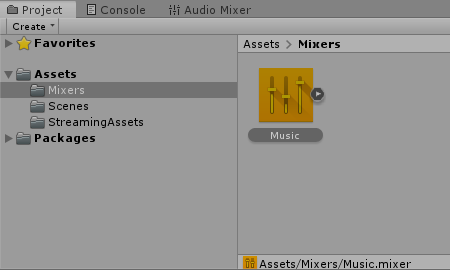 Project Console Audio Mixer
Create
Favorites
Assets
Mixers
Scenes
StreamingAssets
Packages
Assets > Mixers
Music
Assets/Mixers/Music.mixer